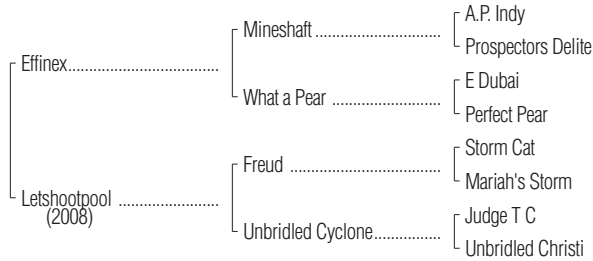 A.P. Indy
Mineshaft
Prospectors Delite
Effinex
E Dubai
What a Pear
Perfect Pear
Storm Cat
Freud
Mariah's Storm
Letshootpool
(2008)
Judge T C
Unbridled Cyclone
Unbridled Christi